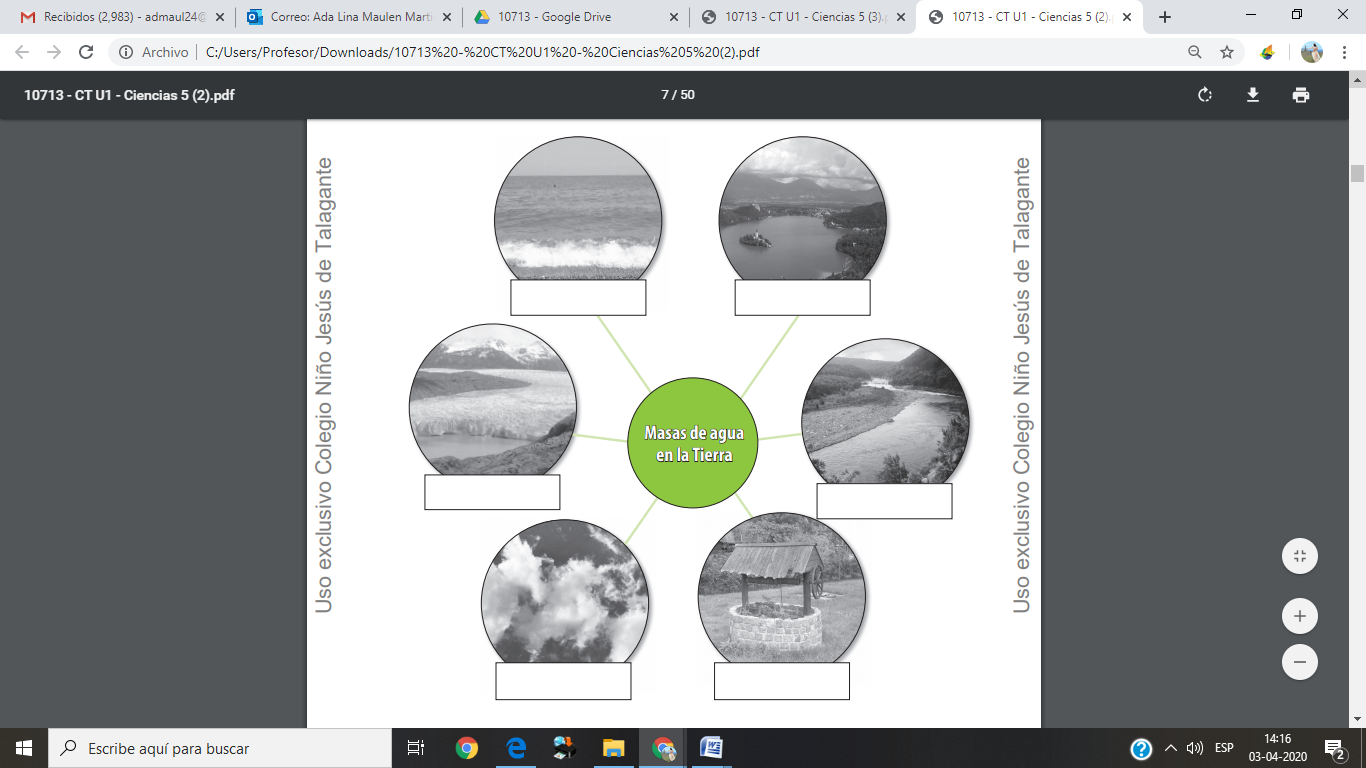 Recibidos (2,983) - admaul24@
Correo: Ada Lina Maulen Marti
10713 - Google Drive
10713 - CT U1 - Ciencias 5 (3).p
10713 - CT U1 - Ciencias 5 (2).p
Archivo
C:/Users/Profesor/Downloads/10713%20-%20CT%20U1%20-%20Ciencias%205%20(2).pdf
10713 - CT U1 - Ciencias 5 (2).pdf
7 / 50
Uso exclusivo Colegio Niño Jesús de Talagante
Masas de agua
en la Tierra
Uso exclusivo Colegio Niño Jesús de Talagante
Escribe aquí para buscar
ESP
14:16
03-04-2020
2